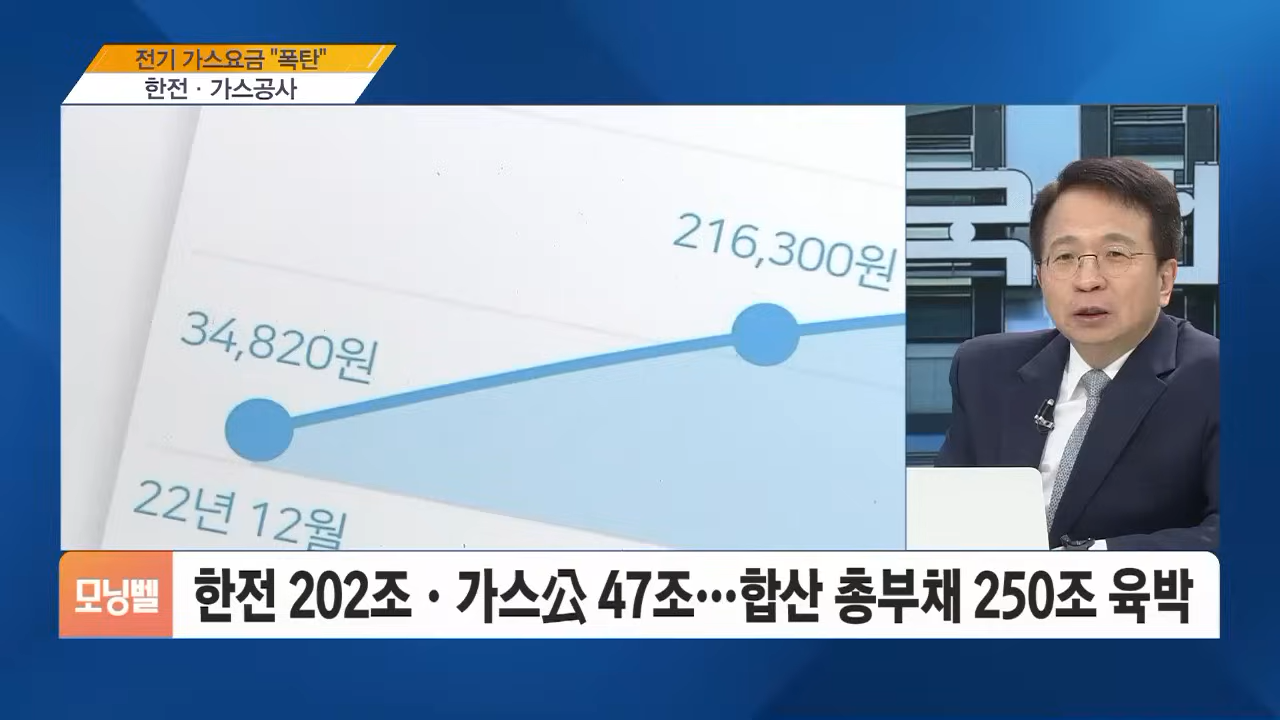 전기 가스요금 "폭탄"
한전 · 가스공사
216,300원
34,820원
22년 12월
모닝벨
한전 202조 · 가스公 47조…합산 총부채 250조 육박